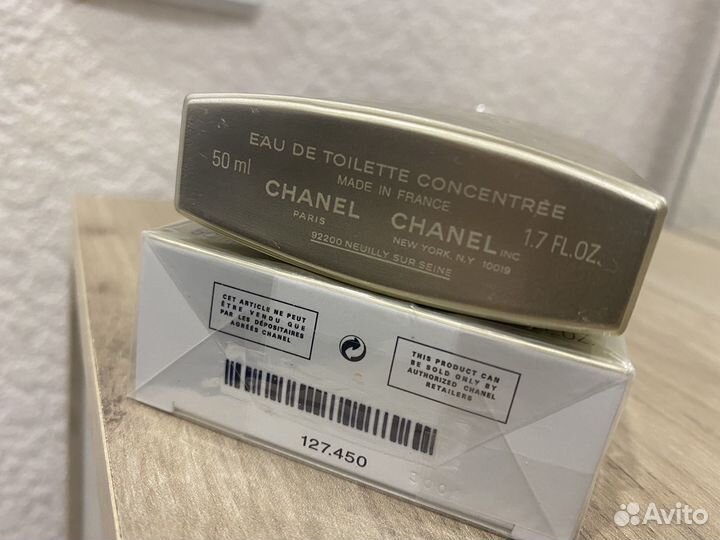 EAU DE TOILETTE CONCENTRÉE
50 ml
MADE IN FRANCE
1.7 FL.OZ.
CHANEL
PARIS
CHANEL INC
NEW YORK, N.Y 10019
92200 NEUILLY SUR SEINE
CET ARTICLE NE PEUT
ÊTRE VENDU QUE
PAR LES DÉPOSITAIRES
AGRÉÉS CHANEL
THIS PRODUCT CAN
BE SOLD ONLY BY
AUTHORIZED CHANEL
RETAILERS
127.450
Avito